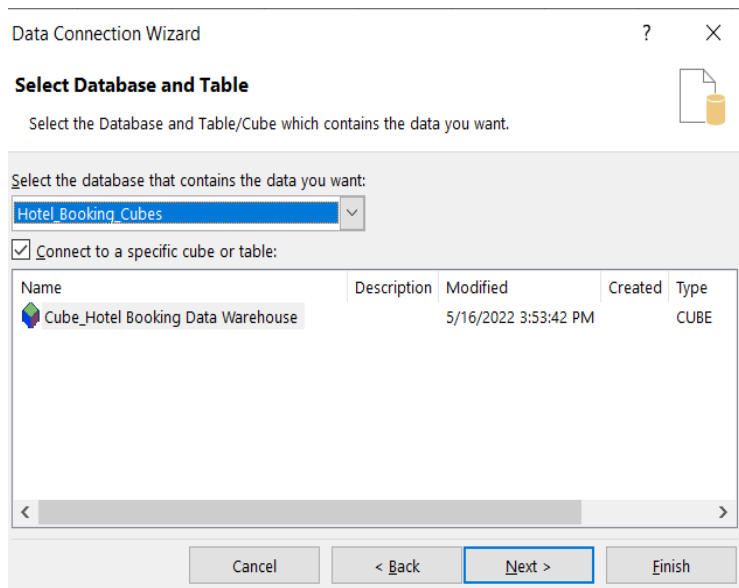 Data Connection Wizard ?
Select Database and Table
Select the Database and Table/Cube which contains the data you want.
Select the database that contains the data you want:
Hotel_Booking_Cubes
Connect to a specific cube or table:
Name Description Modified Created Type
Cube_Hotel Booking Data Warehouse 5/16/2022 3:53:42 PM CUBE
Cancel < Back Next > Finish